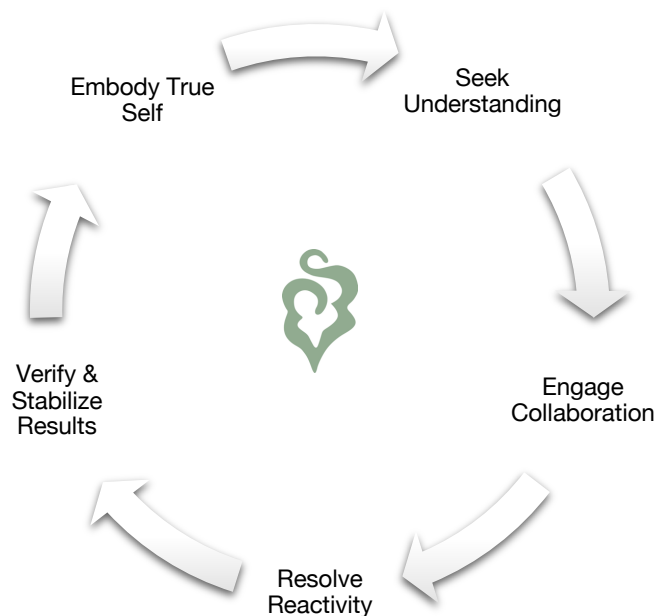 Embody True
Self
Seek
Understanding
Engage
Collaboration
Resolve
Reactivity
Verify &
Stabilize
Results